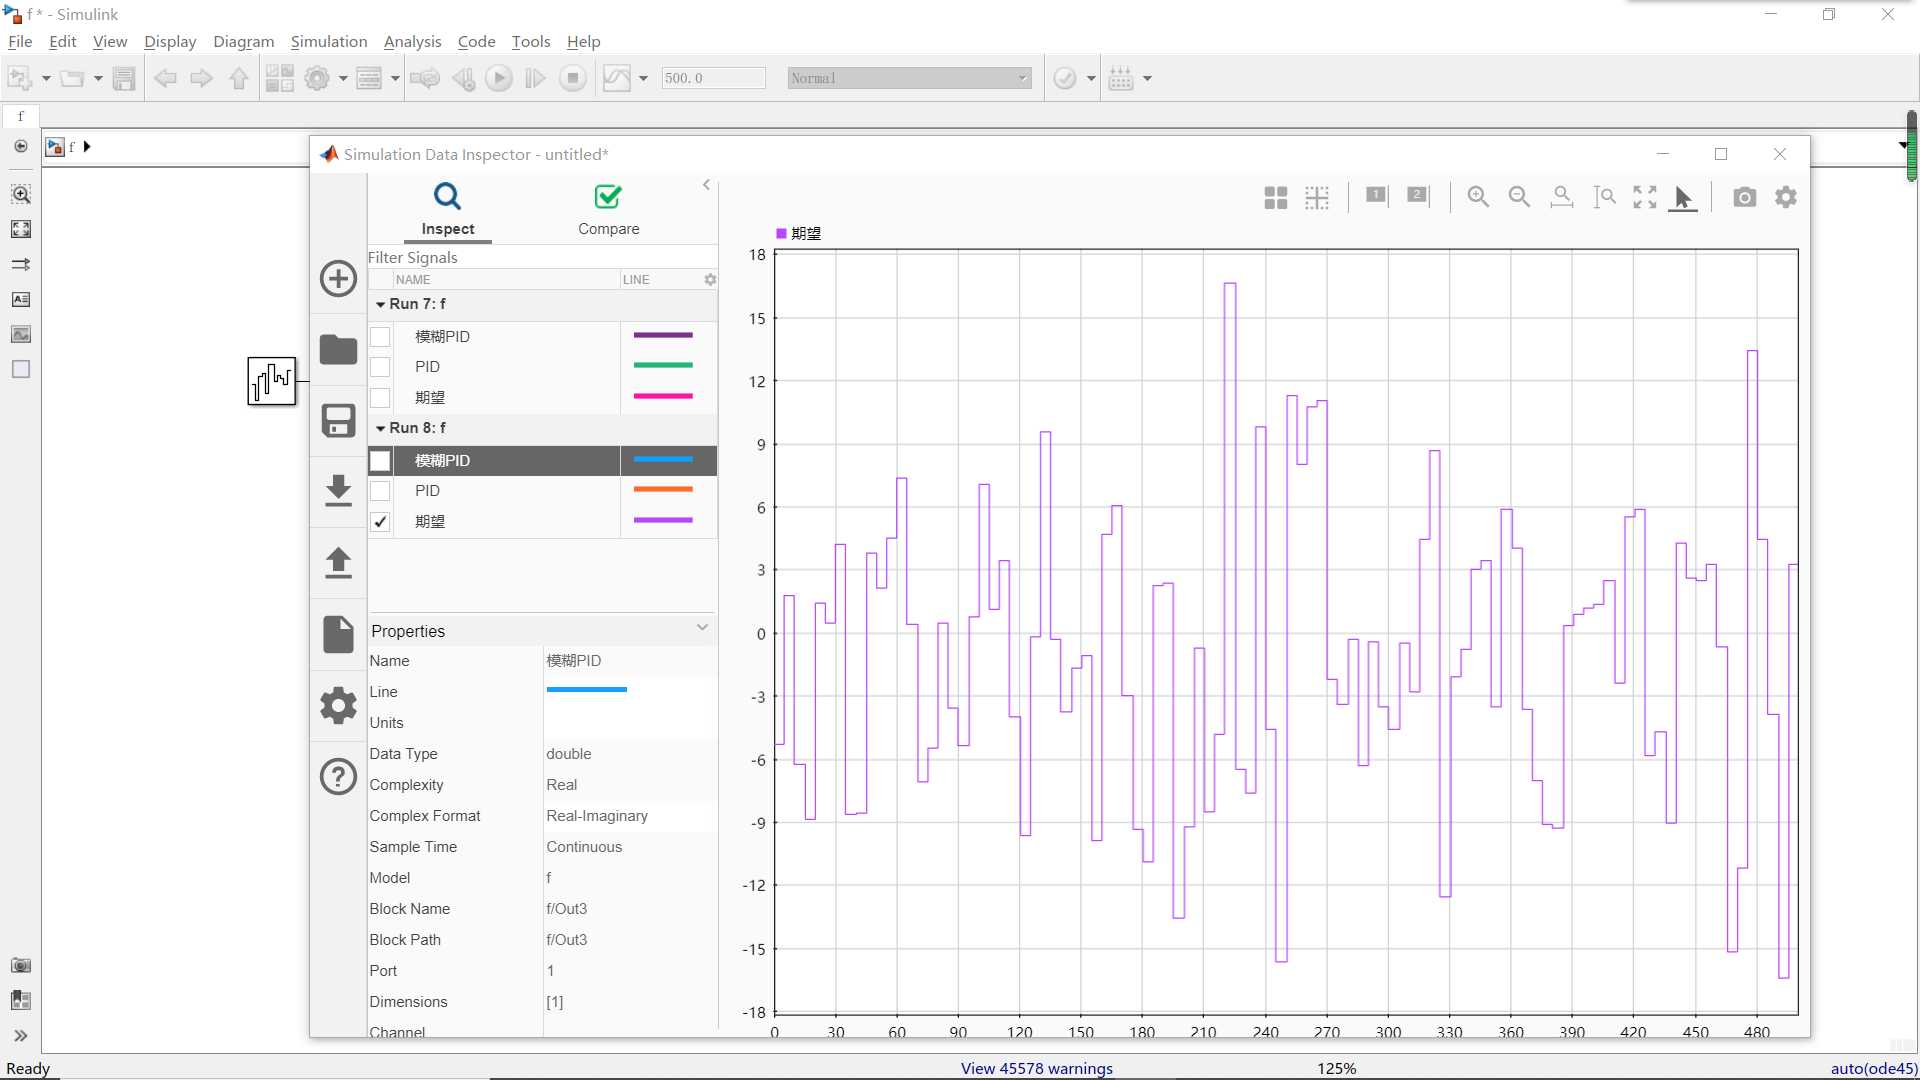 f * - Simulink
File Edit View Display Diagram Simulation Analysis Code Tools Help
500.0 Normal
f
f
Simulation Data Inspector - untitled*
Inspect Compare
1 2
Filter Signals
NAME LINE
Run 7: f
模糊PID
PID
期望
Run 8: f
模糊PID
PID
期望
Properties
Name 模糊PID
Line
Units
Data Type double
Complexity Real
Complex Format Real-Imaginary
Sample Time Continuous
Model f
Block Name f/Out3
Block Path f/Out3
Port 1
Dimensions [1]
Channel
期望
18
15
12
9
6
3
0
-3
-6
-9
-12
-15
-18
0 30 60 90 120 150 180 210 240 270 300 330 360 390 420 450 480
Ready View 45578 warnings 125% auto(ode45)